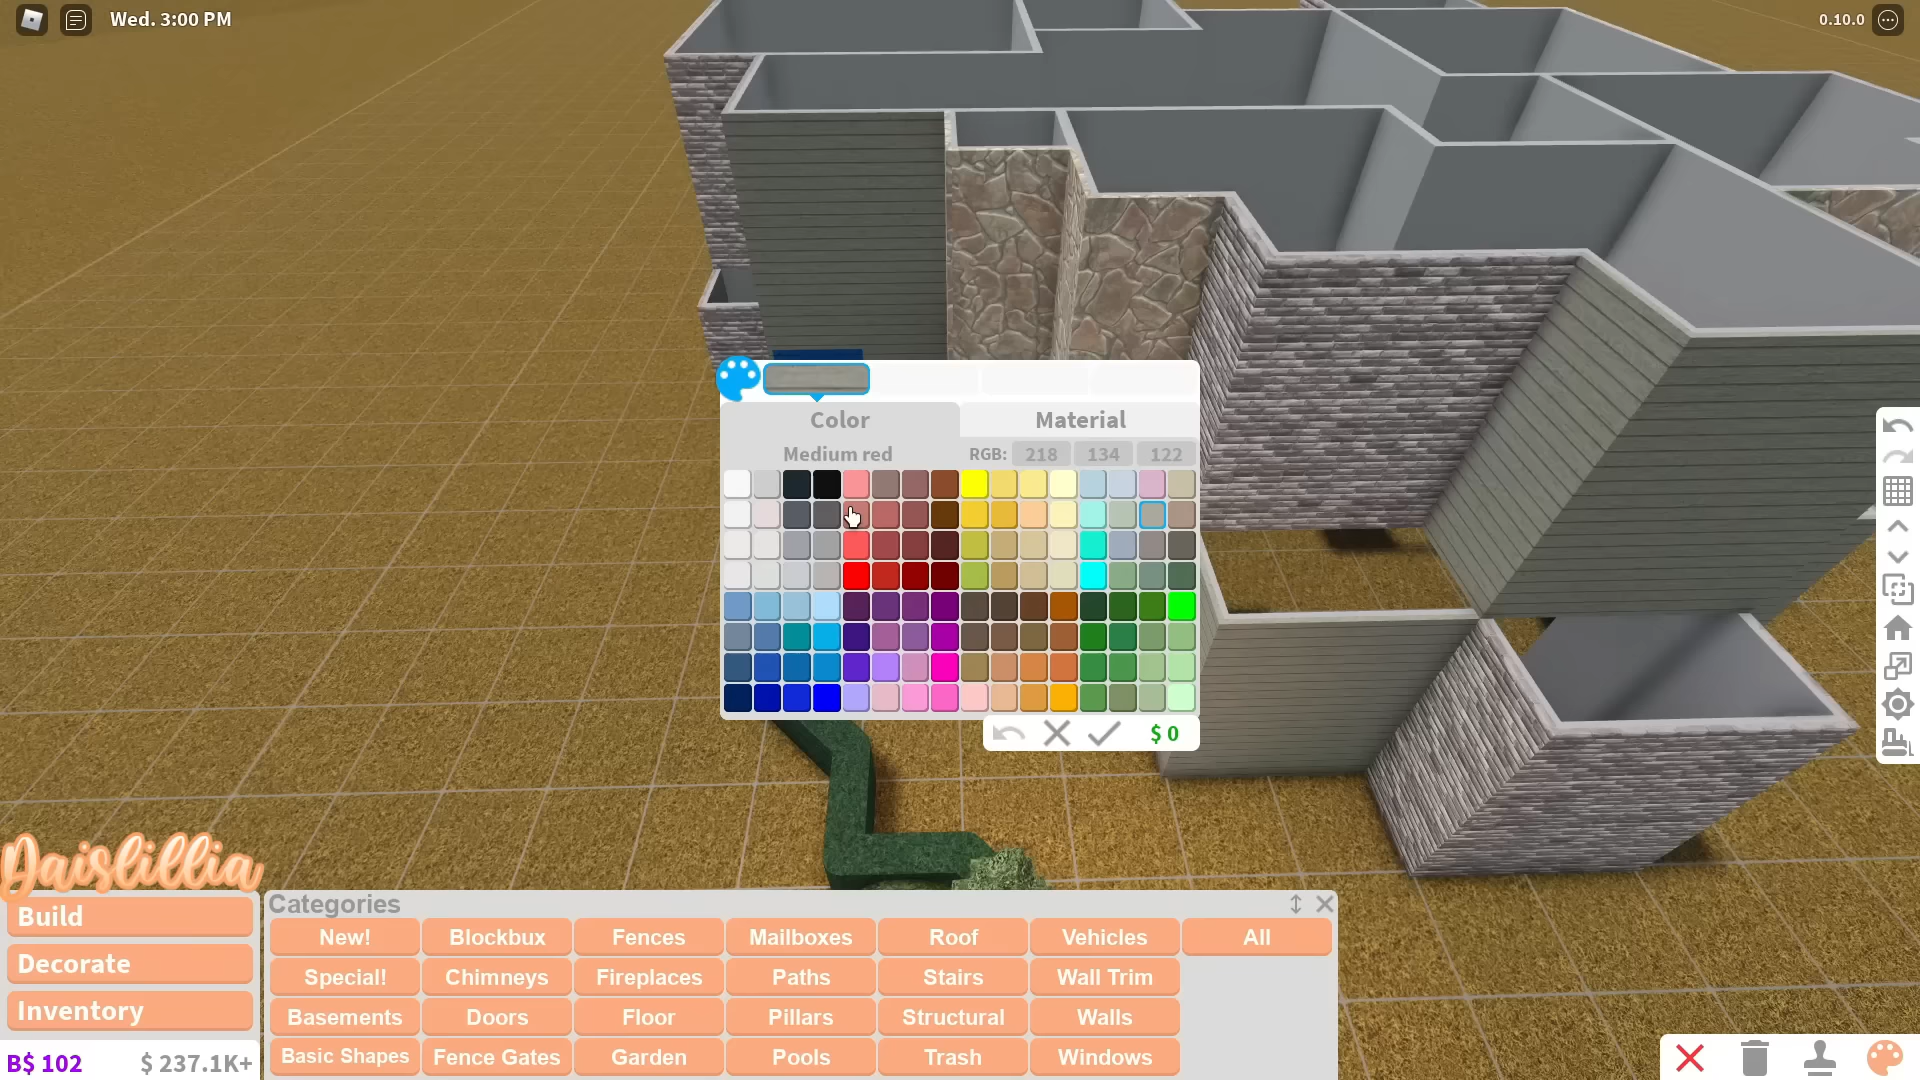 Wed. 3:00 PM
0.10.0
Color
Material
Medium red
RGB: 218 134 122
$ 0
Daislillia
Build
Decorate
Inventory
B$ 102
$ 237.1K+
Categories
New! Blockbux Fences Mailboxes Roof Vehicles All
Special! Chimneys Fireplaces Paths Stairs Wall Trim
Basements Doors Floor Pillars Structural Walls
Basic Shapes Fence Gates Garden Pools Trash Windows